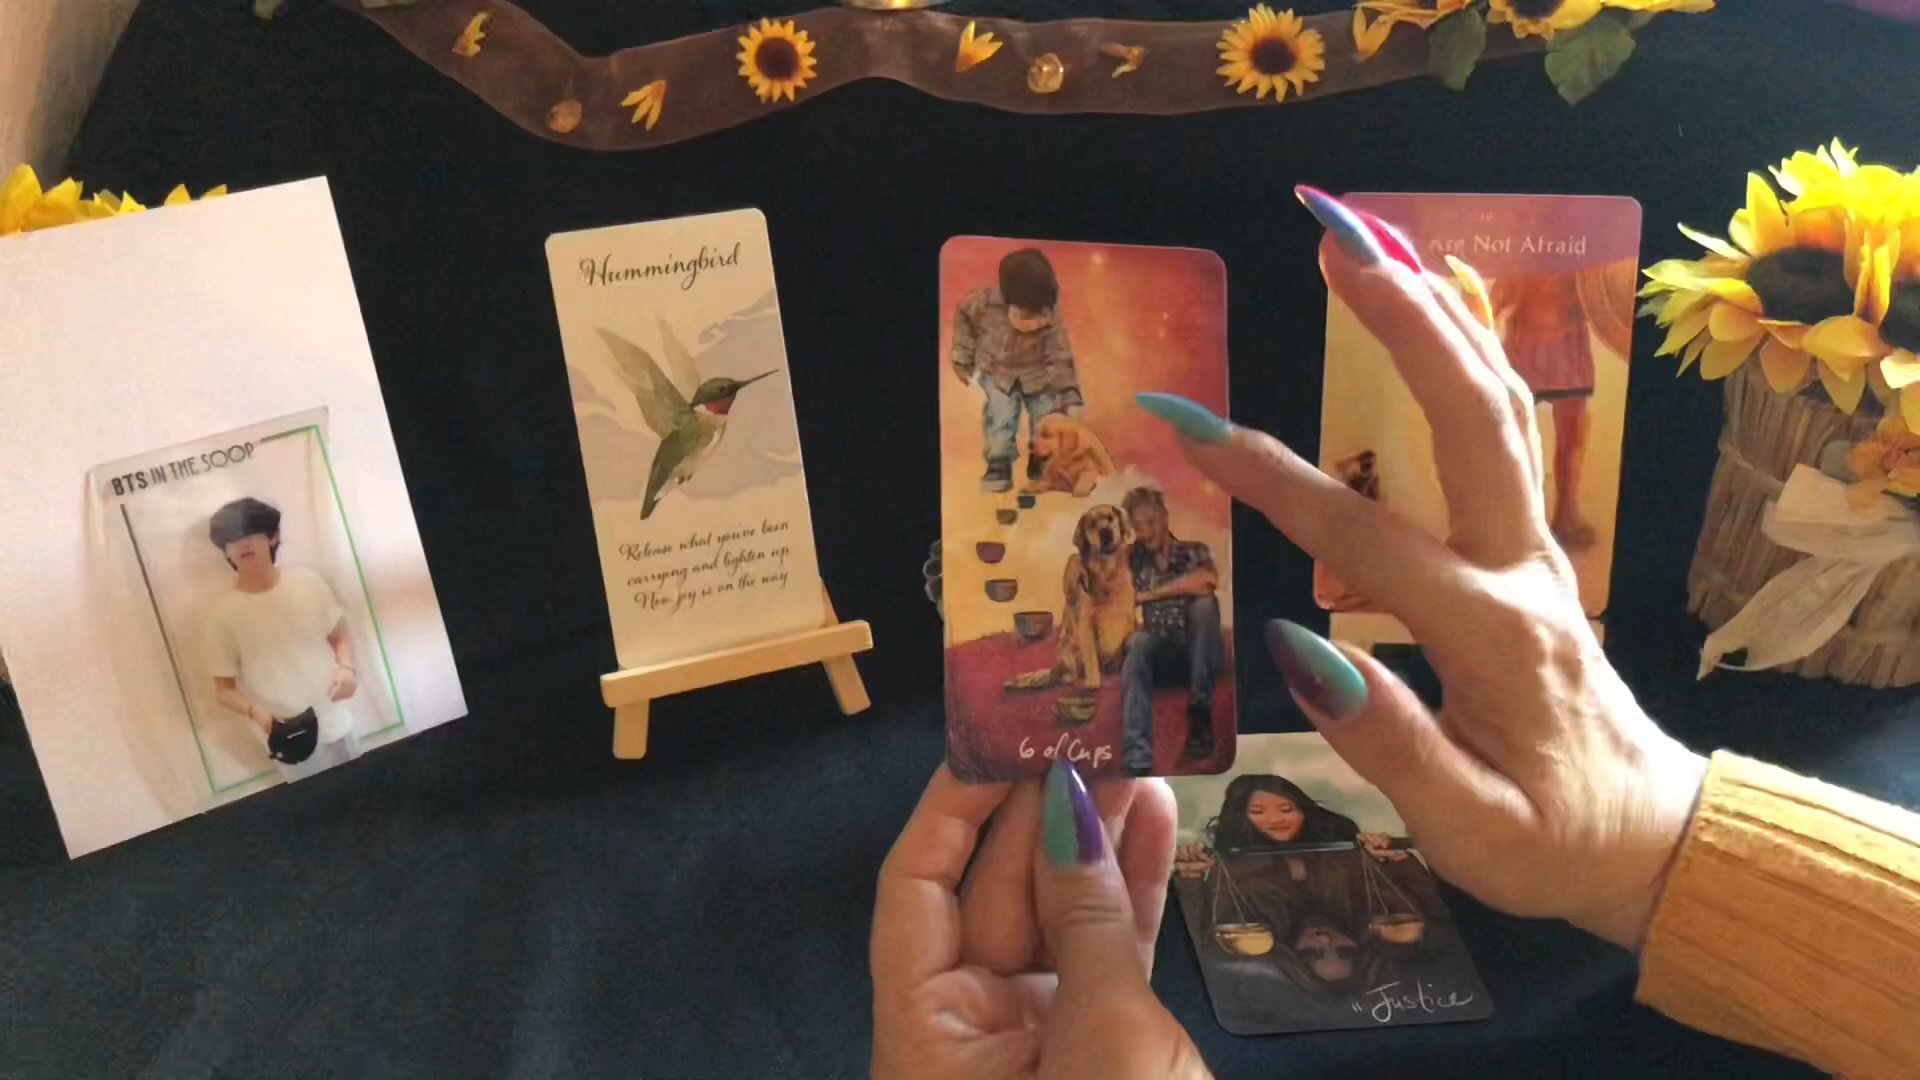 BTS IN THE SOOP
Hummingbird
Release what you've been
carrying and lighten up
New joy is on the way
6 of Cups
Are Not Afraid
11 Justice